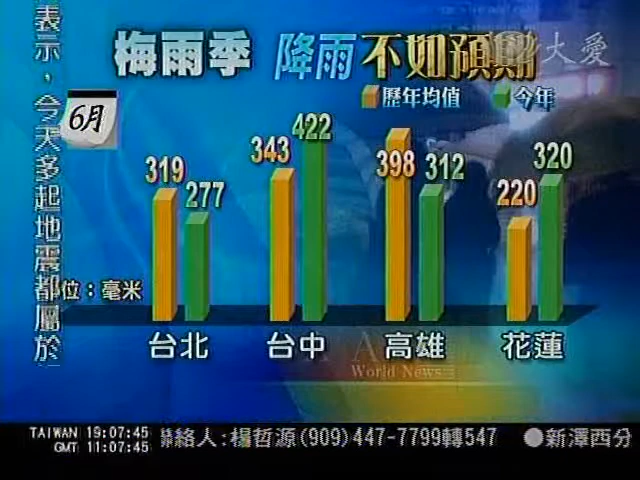 表示，今天多起地震都屬於
梅雨季 降雨 不如預期
大愛
歷年均值 今年
6月
319 277 343 422 398 312 220 320
位：毫米
台北 台中 高雄 花蓮
World News
TAIWAN 19:07:45
GMT 11:07:45
聯絡人:楊哲源(909)447-7799轉547 ●新澤西分